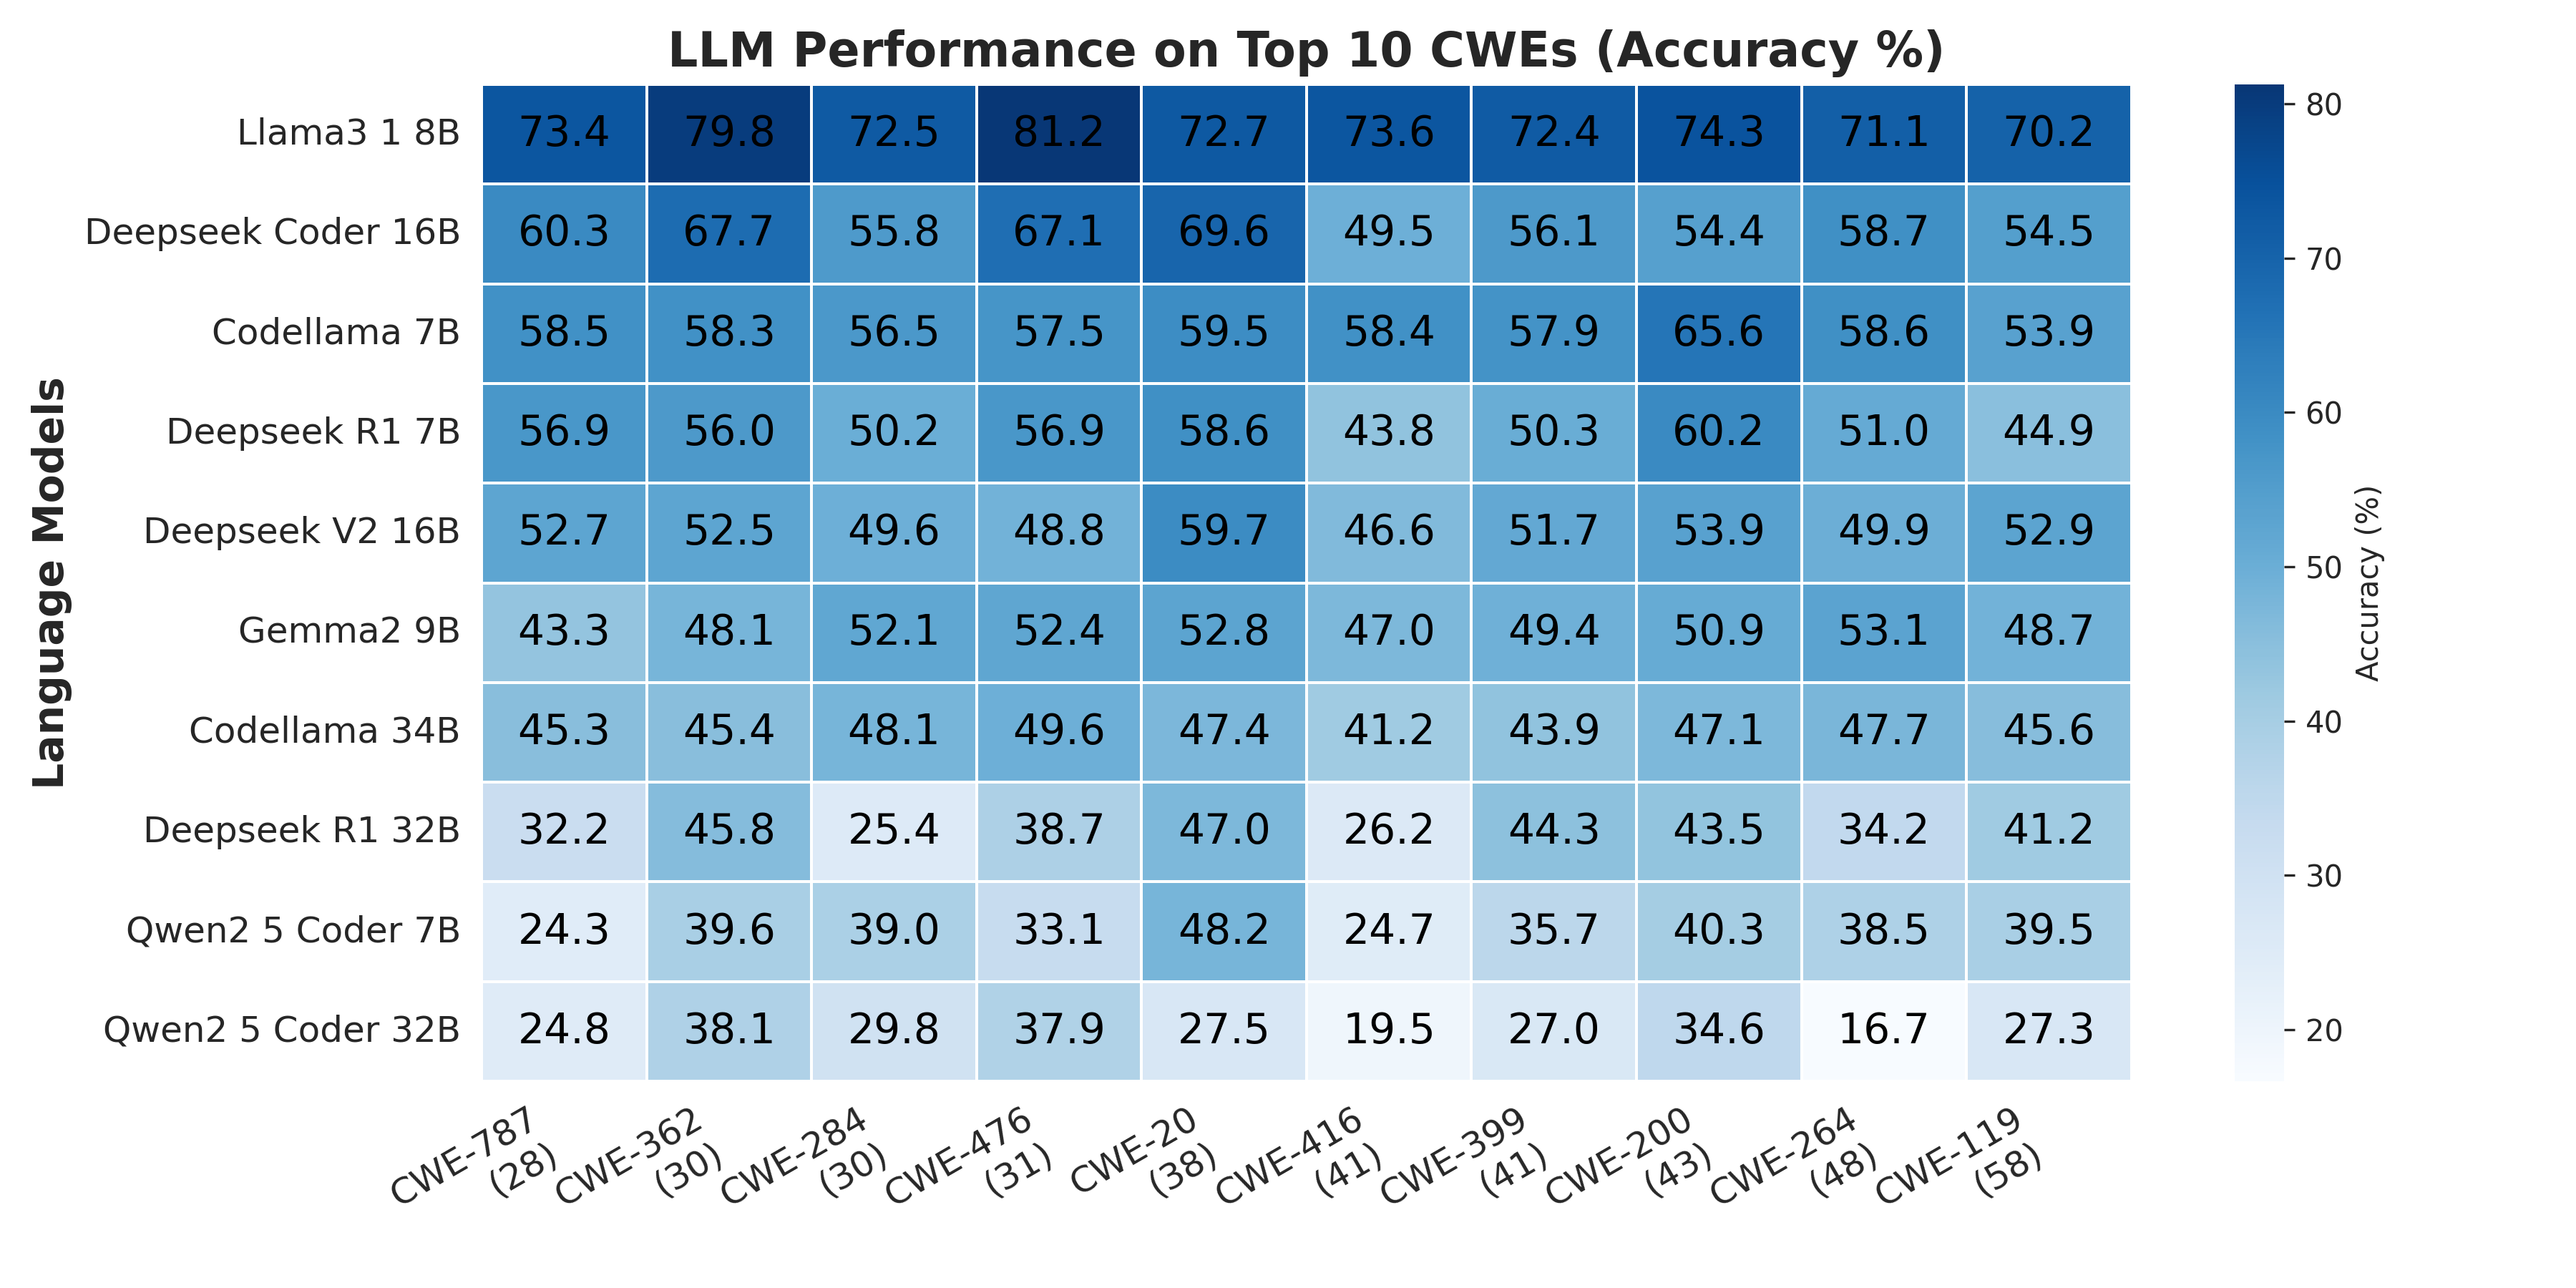 LLM Performance on Top 10 CWEs (Accuracy %)
Language Models
Llama3 1 8B 73.4 79.8 72.5 81.2 72.7 73.6 72.4 74.3 71.1 70.2
Deepseek Coder 16B 60.3 67.7 55.8 67.1 69.6 49.5 56.1 54.4 58.7 54.5
Codellama 7B 58.5 58.3 56.5 57.5 59.5 58.4 57.9 65.6 58.6 53.9
Deepseek R1 7B 56.9 56.0 50.2 56.9 58.6 43.8 50.3 60.2 51.0 44.9
Deepseek V2 16B 52.7 52.5 49.6 48.8 59.7 46.6 51.7 53.9 49.9 52.9
Gemma2 9B 43.3 48.1 52.1 52.4 52.8 47.0 49.4 50.9 53.1 48.7
Codellama 34B 45.3 45.4 48.1 49.6 47.4 41.2 43.9 47.1 47.7 45.6
Deepseek R1 32B 32.2 45.8 25.4 38.7 47.0 26.2 44.3 43.5 34.2 41.2
Qwen2 5 Coder 7B 24.3 39.6 39.0 33.1 48.2 24.7 35.7 40.3 38.5 39.5
Qwen2 5 Coder 32B 24.8 38.1 29.8 37.9 27.5 19.5 27.0 34.6 16.7 27.3
CWE-787
(28)
CWE-362
(30)
CWE-284
(30)
CWE-476
(31)
CWE-20
(38)
CWE-416
(41)
CWE-399
(41)
CWE-200
(43)
CWE-264
(48)
CWE-119
(58)
80
70
60
50
40
30
20
Accuracy (%)